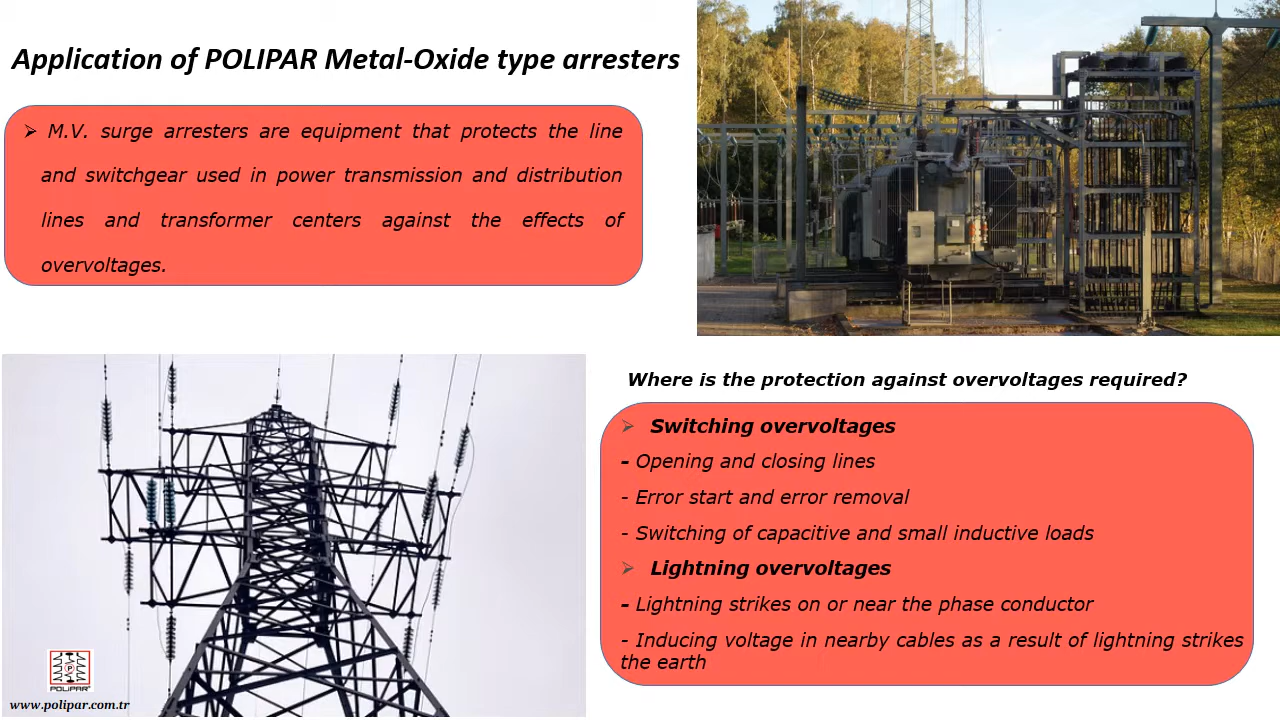 Application of POLIPAR Metal-Oxide type arresters
➢ M.V. surge arresters are equipment that protects the line
and switchgear used in power transmission and distribution
lines and transformer centers against the effects of
overvoltages.
Where is the protection against overvoltages required?
➢ Switching overvoltages
- Opening and closing lines
- Error start and error removal
- Switching of capacitive and small inductive loads
➢ Lightning overvoltages
- Lightning strikes on or near the phase conductor
- Inducing voltage in nearby cables as a result of lightning strikes
the earth
P
POLIPAR
www.polipar.com.tr